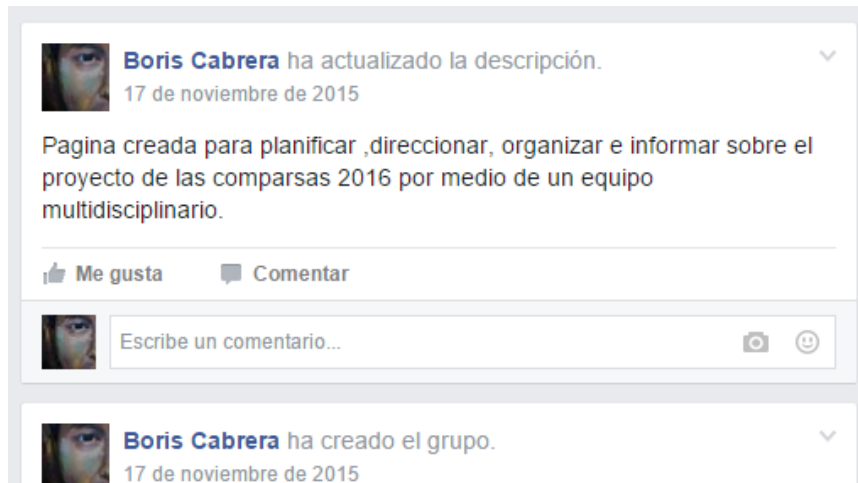 Boris Cabrera ha actualizado la descripción.
17 de noviembre de 2015
Pagina creada para planificar ,direccionar, organizar e informar sobre el
proyecto de las comparsas 2016 por medio de un equipo
multidisciplinario.
Me gusta Comentar
Escribe un comentario...
Boris Cabrera ha creado el grupo.
17 de noviembre de 2015